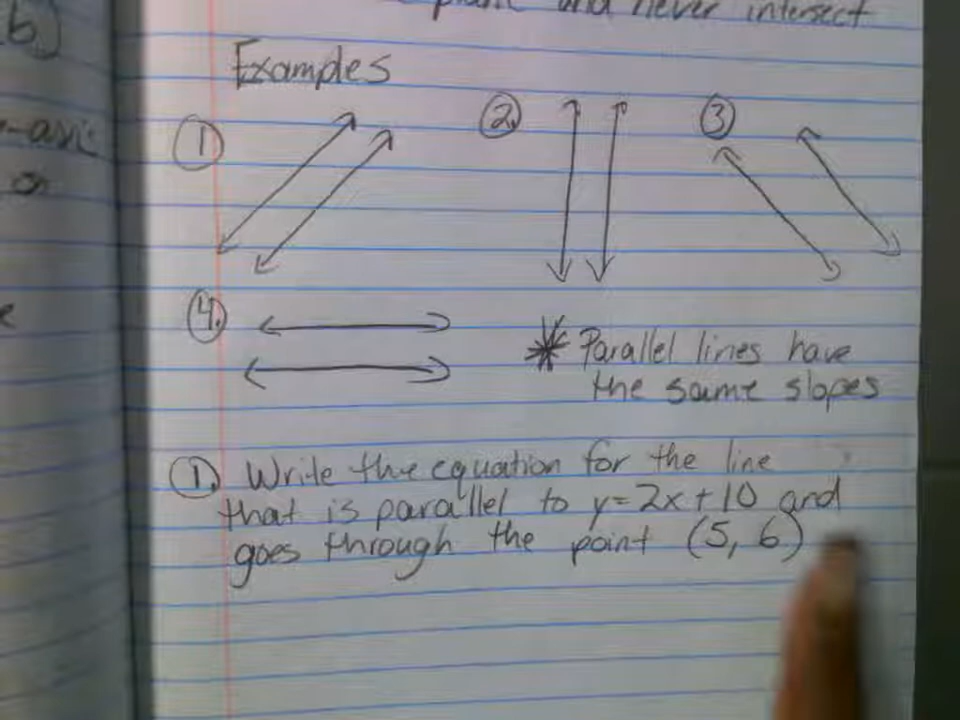 and never intersect
b)
Examples
1
2.
3
on
4.
* Parallel lines have
the same slopes
1. Write the equation for the line
that is parallel to y=2x+10 and
goes through the point (5, 6)